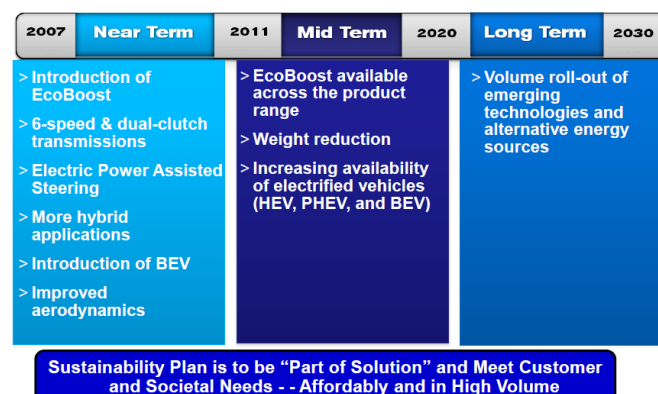 2007 Near Term 2011 Mid Term 2020 Long Term 2030
> Introduction of
EcoBoost
> 6-speed & dual-clutch
transmissions
> Electric Power Assisted
Steering
> More hybrid
applications
> Introduction of BEV
> Improved
aerodynamics
> EcoBoost available
across the product
range
> Weight reduction
> Increasing availability
of electrified vehicles
(HEV, PHEV, and BEV)
> Volume roll-out of
emerging
technologies and
alternative energy
sources
Sustainability Plan is to be “Part of Solution” and Meet Customer
and Societal Needs - - Affordably and in High Volume